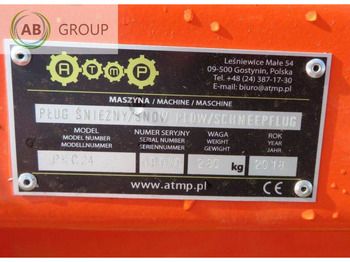 AB
GROUP
ATMP
Leśniewice Małe 54
09-500 Gostynin, Polska
Tel. +48 (24) 387-17-30
E-mail: biuro@atmp.pl
MASZYNA / MACHINE / MASCHINE
PŁUG ŚNIEŻNY/SNOW PLOW/SCHNEEPFLUG
MODEL NUMER SERYJNY WAGA ROK
MODEL NUMBER SERIAL NUMBER WEIGHT YEAR
MODELLNUMMER SERIENNUMMER GEWIGHT JAHR
kg 2018
www.atmp.pl CE